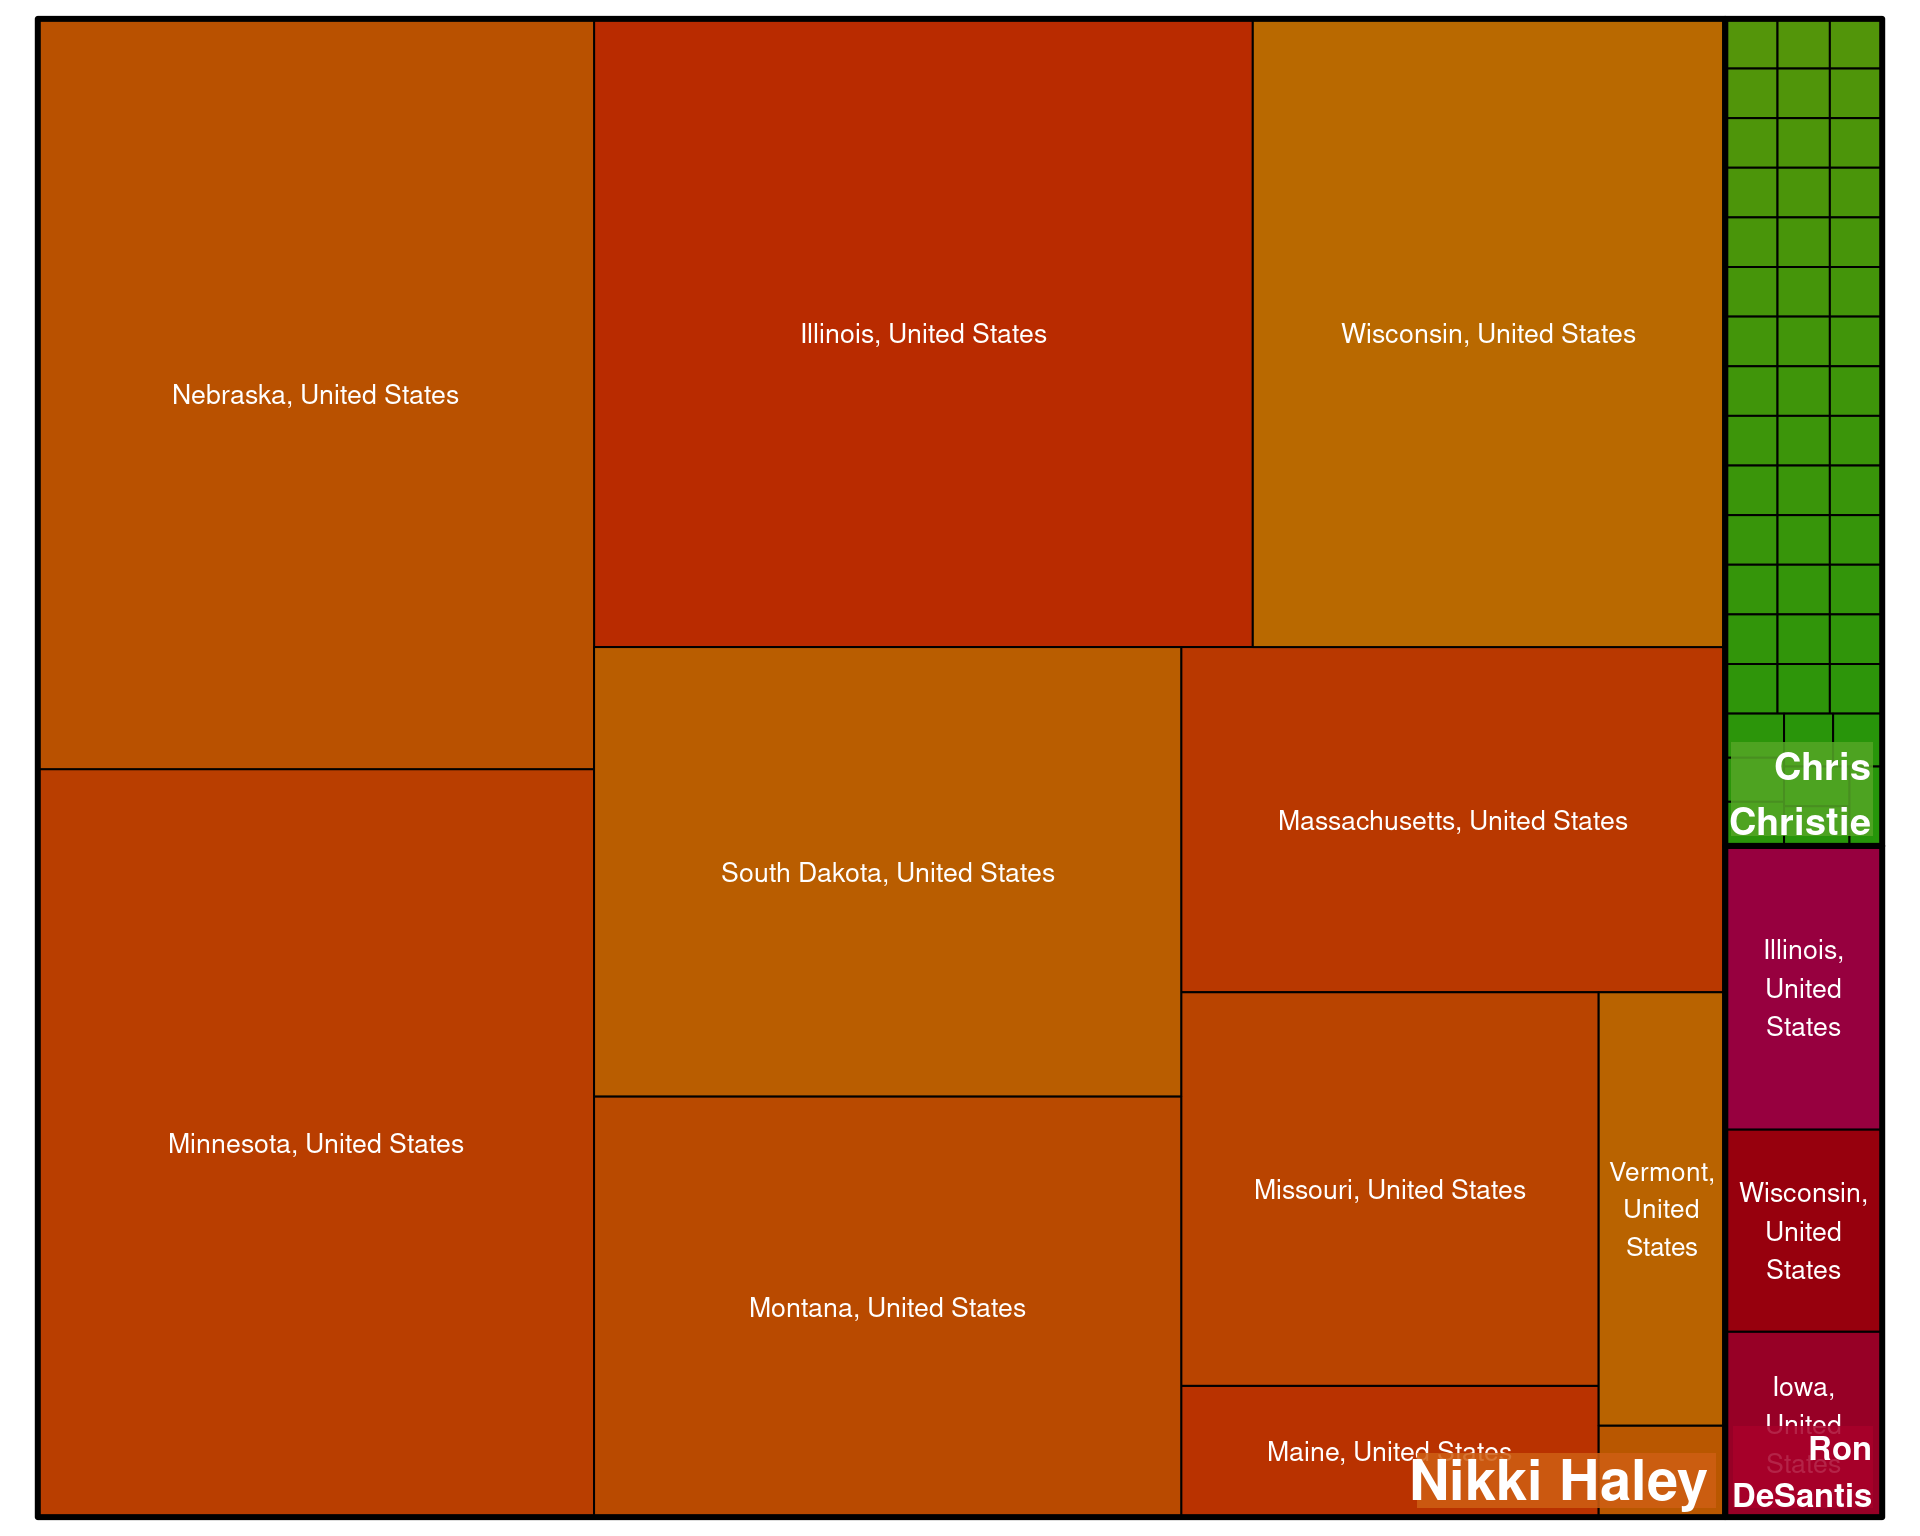 Nebraska, United States
Illinois, United States
Wisconsin, United States
Minnesota, United States
South Dakota, United States
Massachusetts, United States
Montana, United States
Missouri, United States
Vermont,
United
States
Maine, United States
Nikki Haley
Chris
Christie
Illinois,
United
States
Wisconsin,
United
States
Iowa,
United
States
Ron
DeSantis